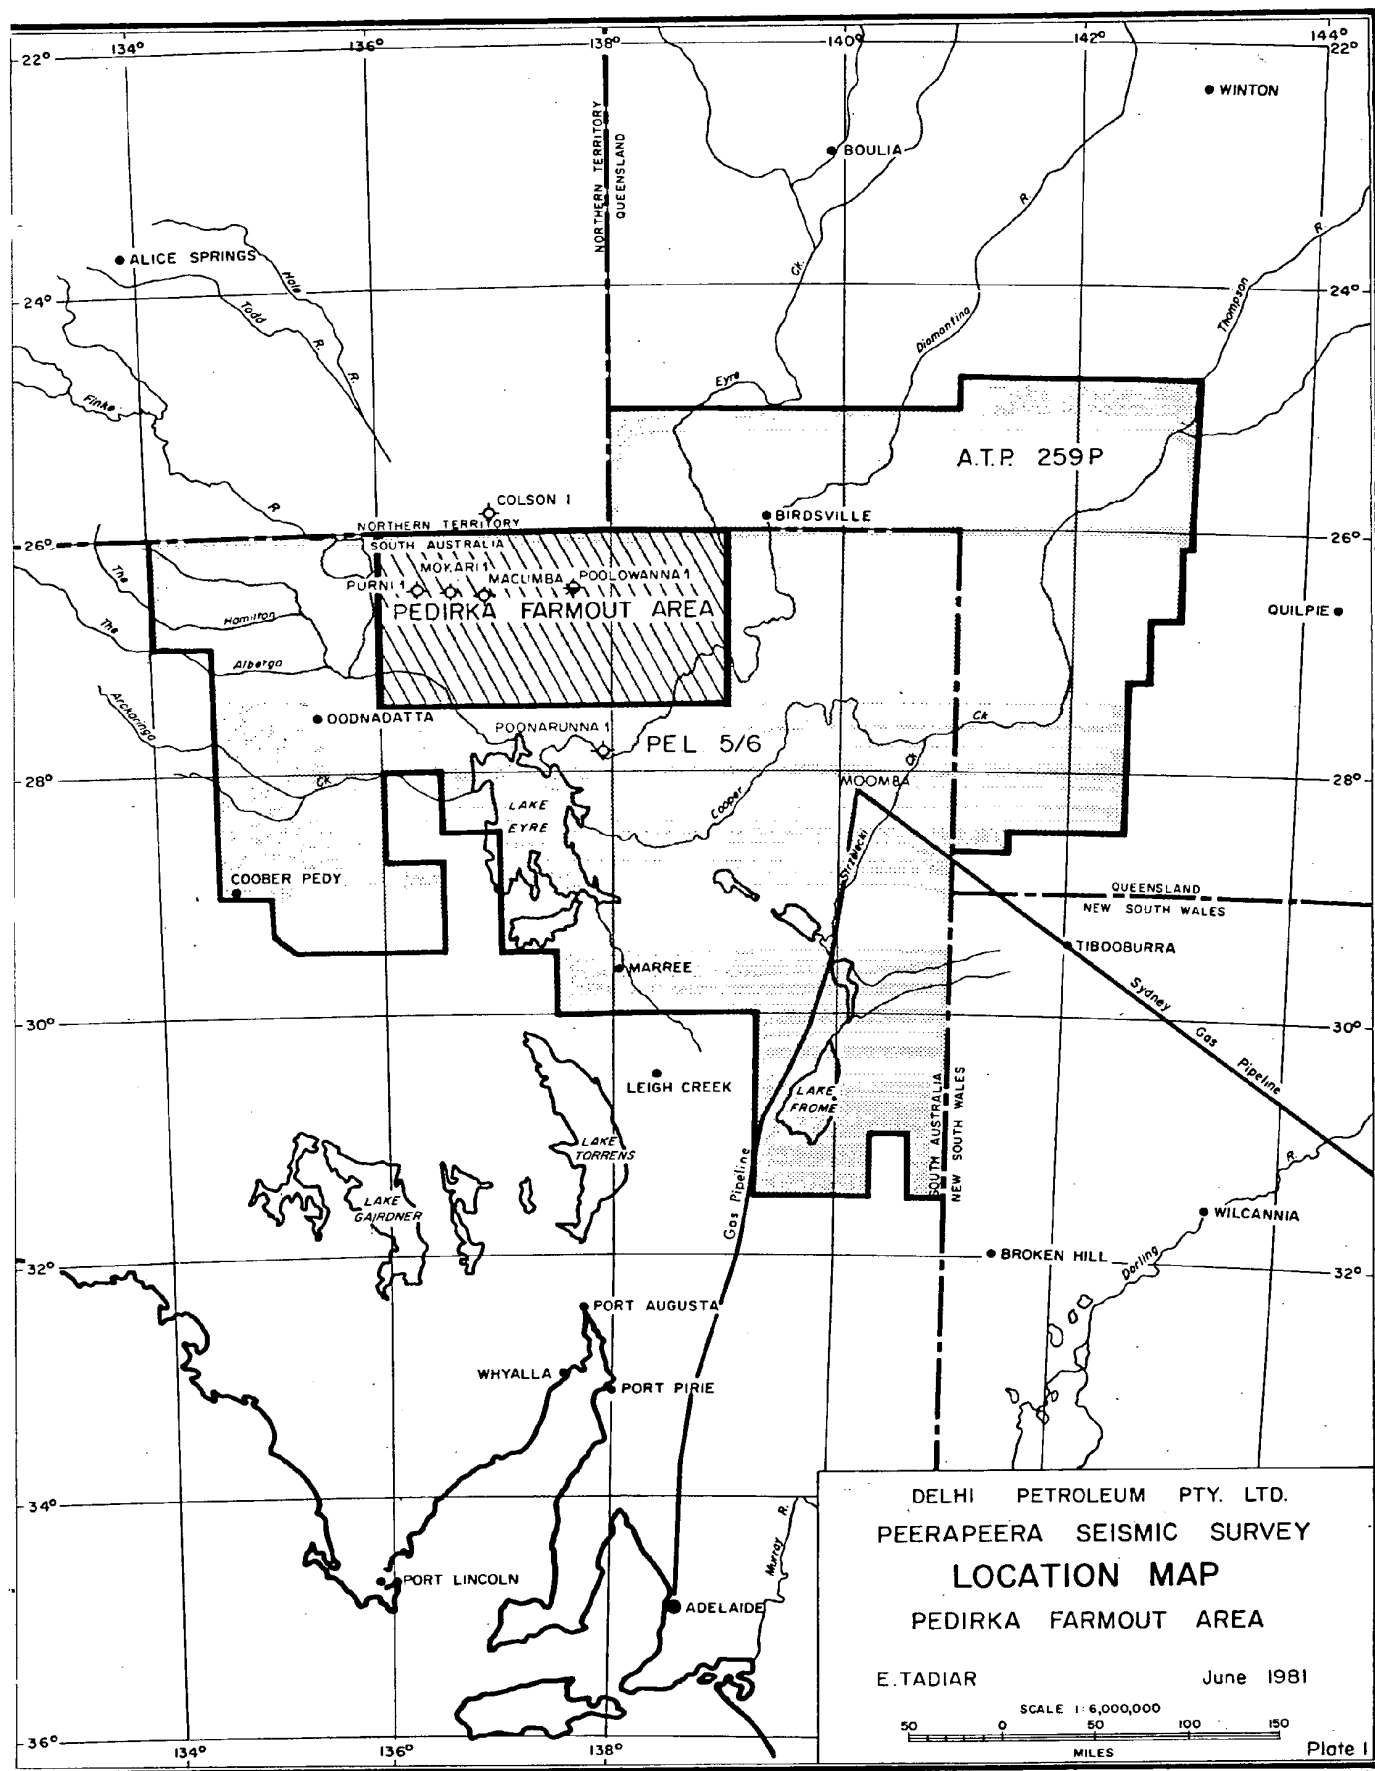 134°
136°
138°
140°
142°
144°
22°
22°
WINTON
BOULIA
NORTHERN TERRITORY
QUEENSLAND
R.
R.
ALICE SPRINGS
Hale
Ck.
24°
24°
Todd
R.
R.
Thompson
Diamantina
Eyre
Finke
A.T.P. 259P
R
COLSON 1
BIRDSVILLE
NORTHERN TERRITORY
SOUTH AUSTRALIA
26°
26°
MOKARI 1
PURNI 1
MACUMBA
POOLOWANNA 1
PEDIRKA FARMOUT AREA
QUILPIE
The
Hamilton
The
Alberga
Arckaringa
OODNADATTA
POONARUNNA 1
PEL 5/6
Ck
Ck
28°
28°
Ck.
MOOMBA
LAKE
EYRE
Cooper
Strzelecki
COOBER PEDY
QUEENSLAND
NEW SOUTH WALES
TIBOOBURRA
MARREE
Sydney
Gas
Pipeline
30°
30°
LEIGH CREEK
LAKE
FROME
SOUTH AUSTRALIA
NEW SOUTH WALES
LAKE
TORRENS
R.
LAKE
GAIRDNER
Gas Pipeline
WILCANNIA
BROKEN HILL
Darling
32°
32°
PORT AUGUSTA
WHYALLA
PORT PIRIE
34°
Murray
R.
PORT LINCOLN
ADELAIDE
36°
134°
136°
138°
DELHI PETROLEUM PTY. LTD.
PEERAPEERA SEISMIC SURVEY
LOCATION MAP
PEDIRKA FARMOUT AREA
E. TADIAR June 1981
SCALE 1:6,000,000
50 0 50 100 150
MILES
Plate 1